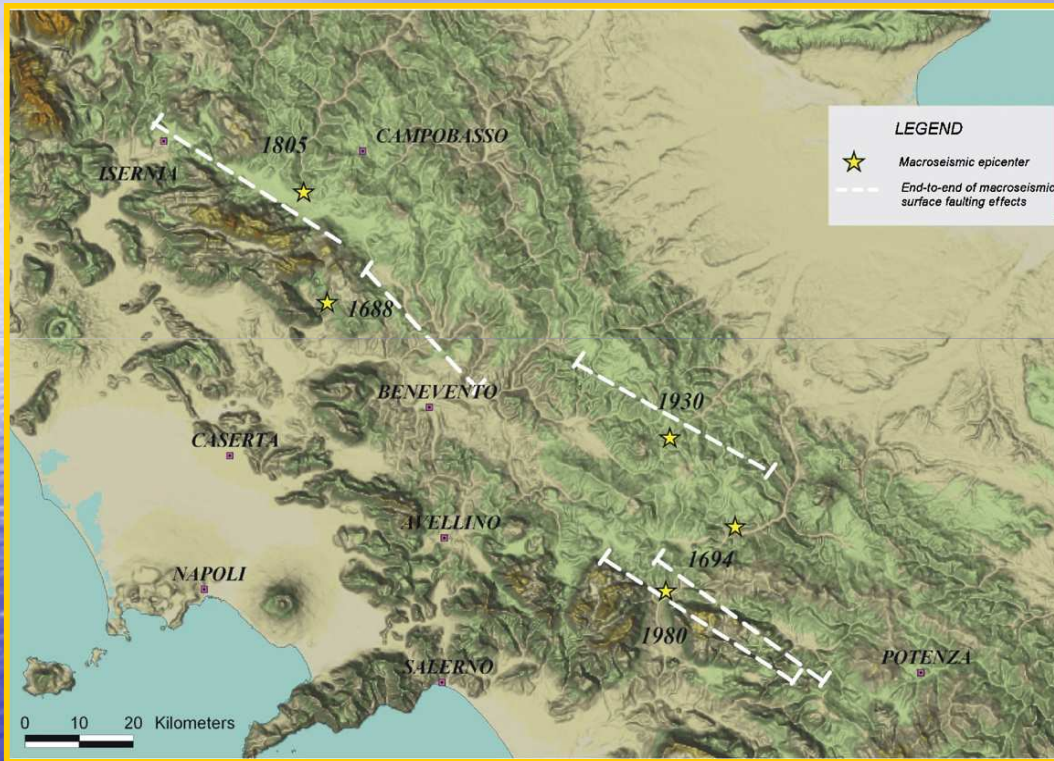 CAMPOBASSO
1805
ISERNIA
LEGEND
Macroseismic epicenter
End-to-end of macroseismic
surface faulting effects
1688
BENEVENTO
1930
CASERTA
AVELLINO
1694
NAPOLI
1980
SALERNO
POTENZA
0 10 20 Kilometers